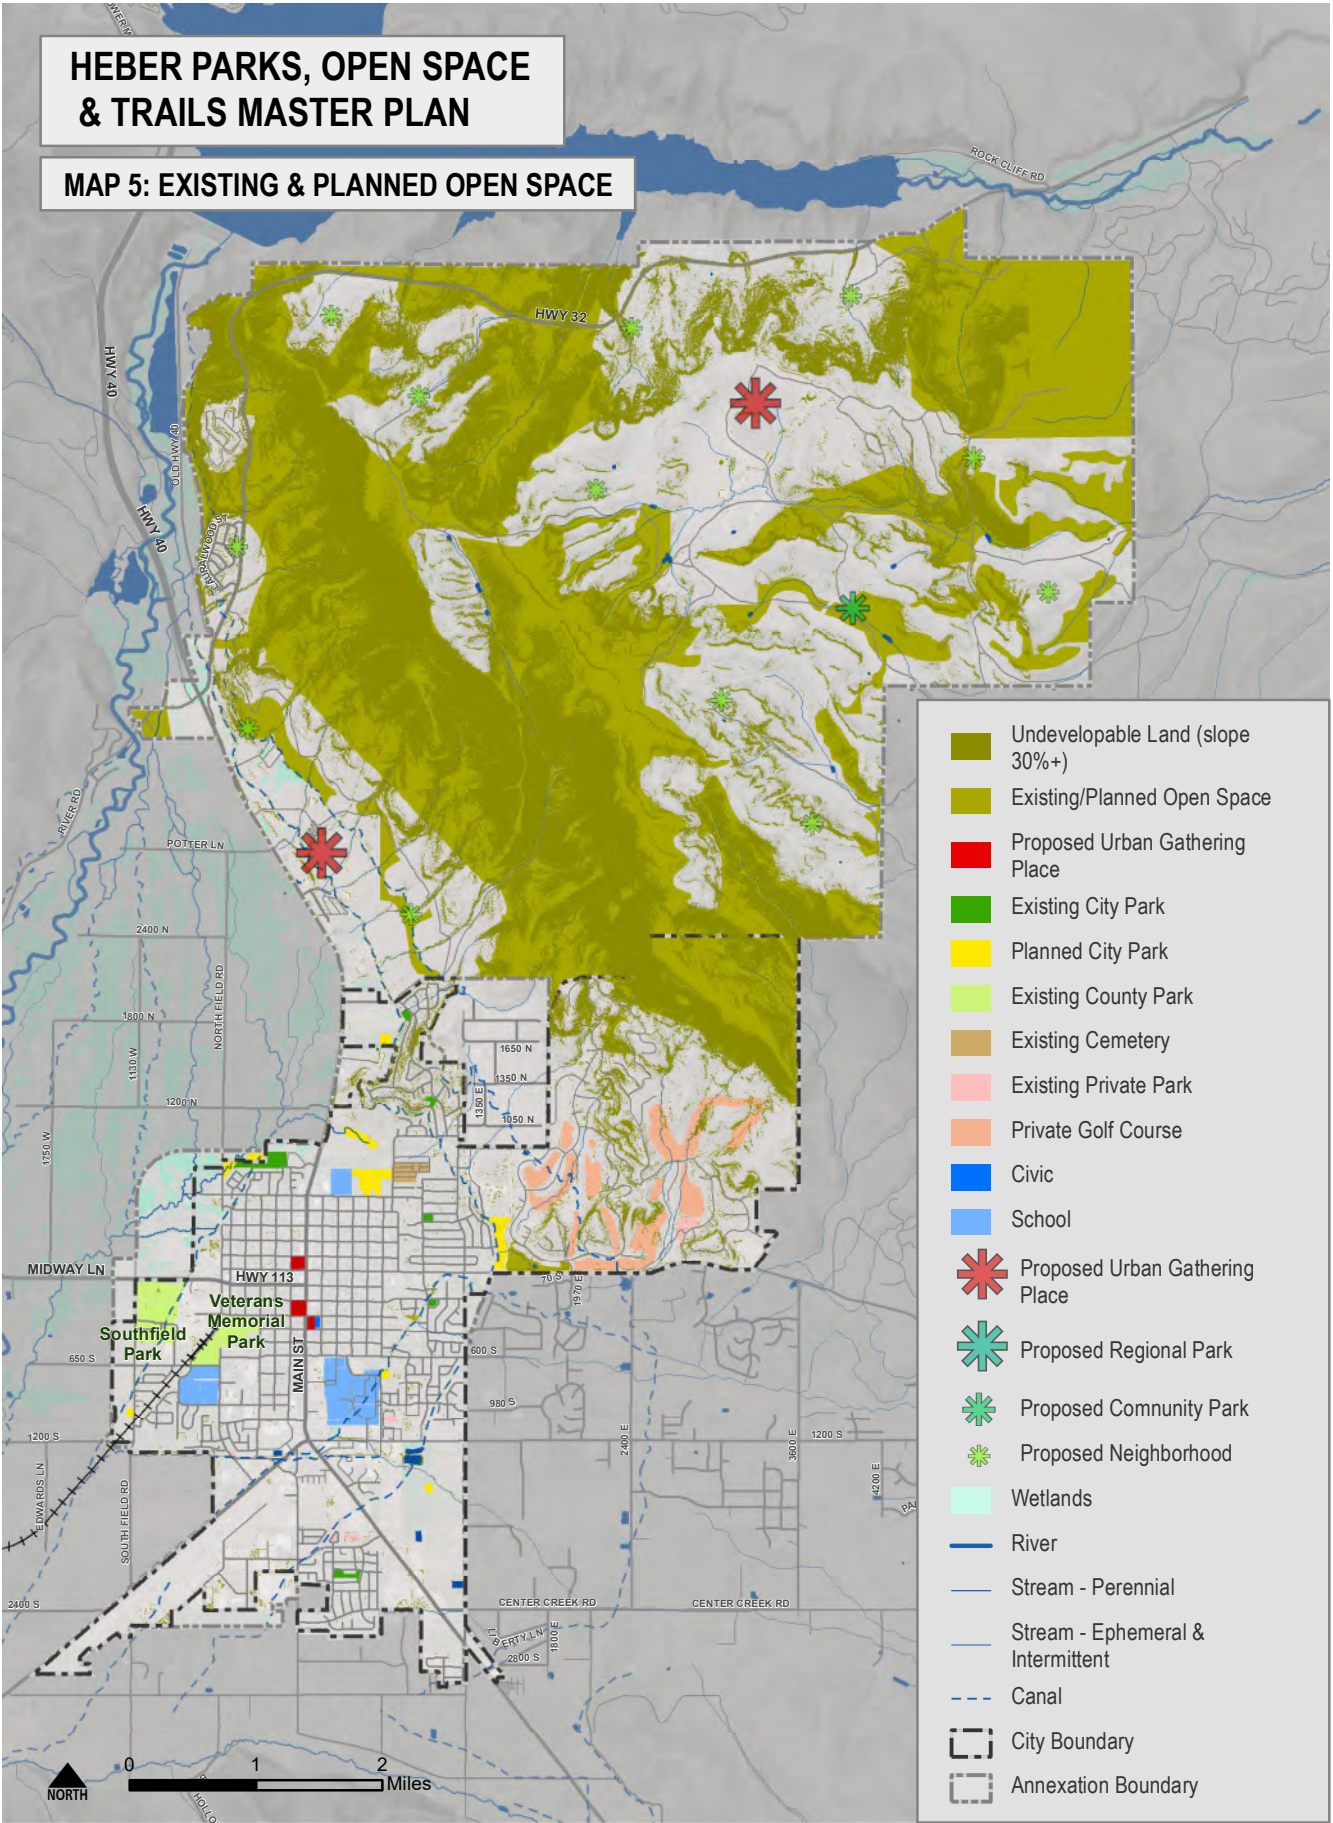 HEBER PARKS, OPEN SPACE
& TRAILS MASTER PLAN
MAP 5: EXISTING & PLANNED OPEN SPACE
ROCK CLIFF RD
HWY 32
HWY 40
OLD HWY 40
HWY 40
LAURALWOOD ST
RIVER RD
POTTER LN
2400 N
NORTH FIELD RD
1800 N
1130 W
1200 N
1750 W
1650 N
1350 N
1350 E
1050 N
MIDWAY LN
HWY 113
Veterans
Memorial
Park
Southfield
Park
MAIN ST
650 S
70 S
1970 E
600 S
980 S
1200 S
2400 E
3600 E
1200 S
4200 E
EDWARDS LN
SOUTH FIELD RD
2400 S
CENTER CREEK RD
CENTER CREEK RD
LIBERTY LN
1800 E
2800 S
Undevelopable Land (slope
30%+)
Existing/Planned Open Space
Proposed Urban Gathering
Place
Existing City Park
Planned City Park
Existing County Park
Existing Cemetery
Existing Private Park
Private Golf Course
Civic
School
Proposed Urban Gathering
Place
Proposed Regional Park
Proposed Comnunity Park
Proposed Neighborhood
Wetlands
River
Stream - Perennial
Stream - Ephemeral &
Intermittent
Canal
City Boundary
Annexation Boundary
NORTH
0 1 2
Miles